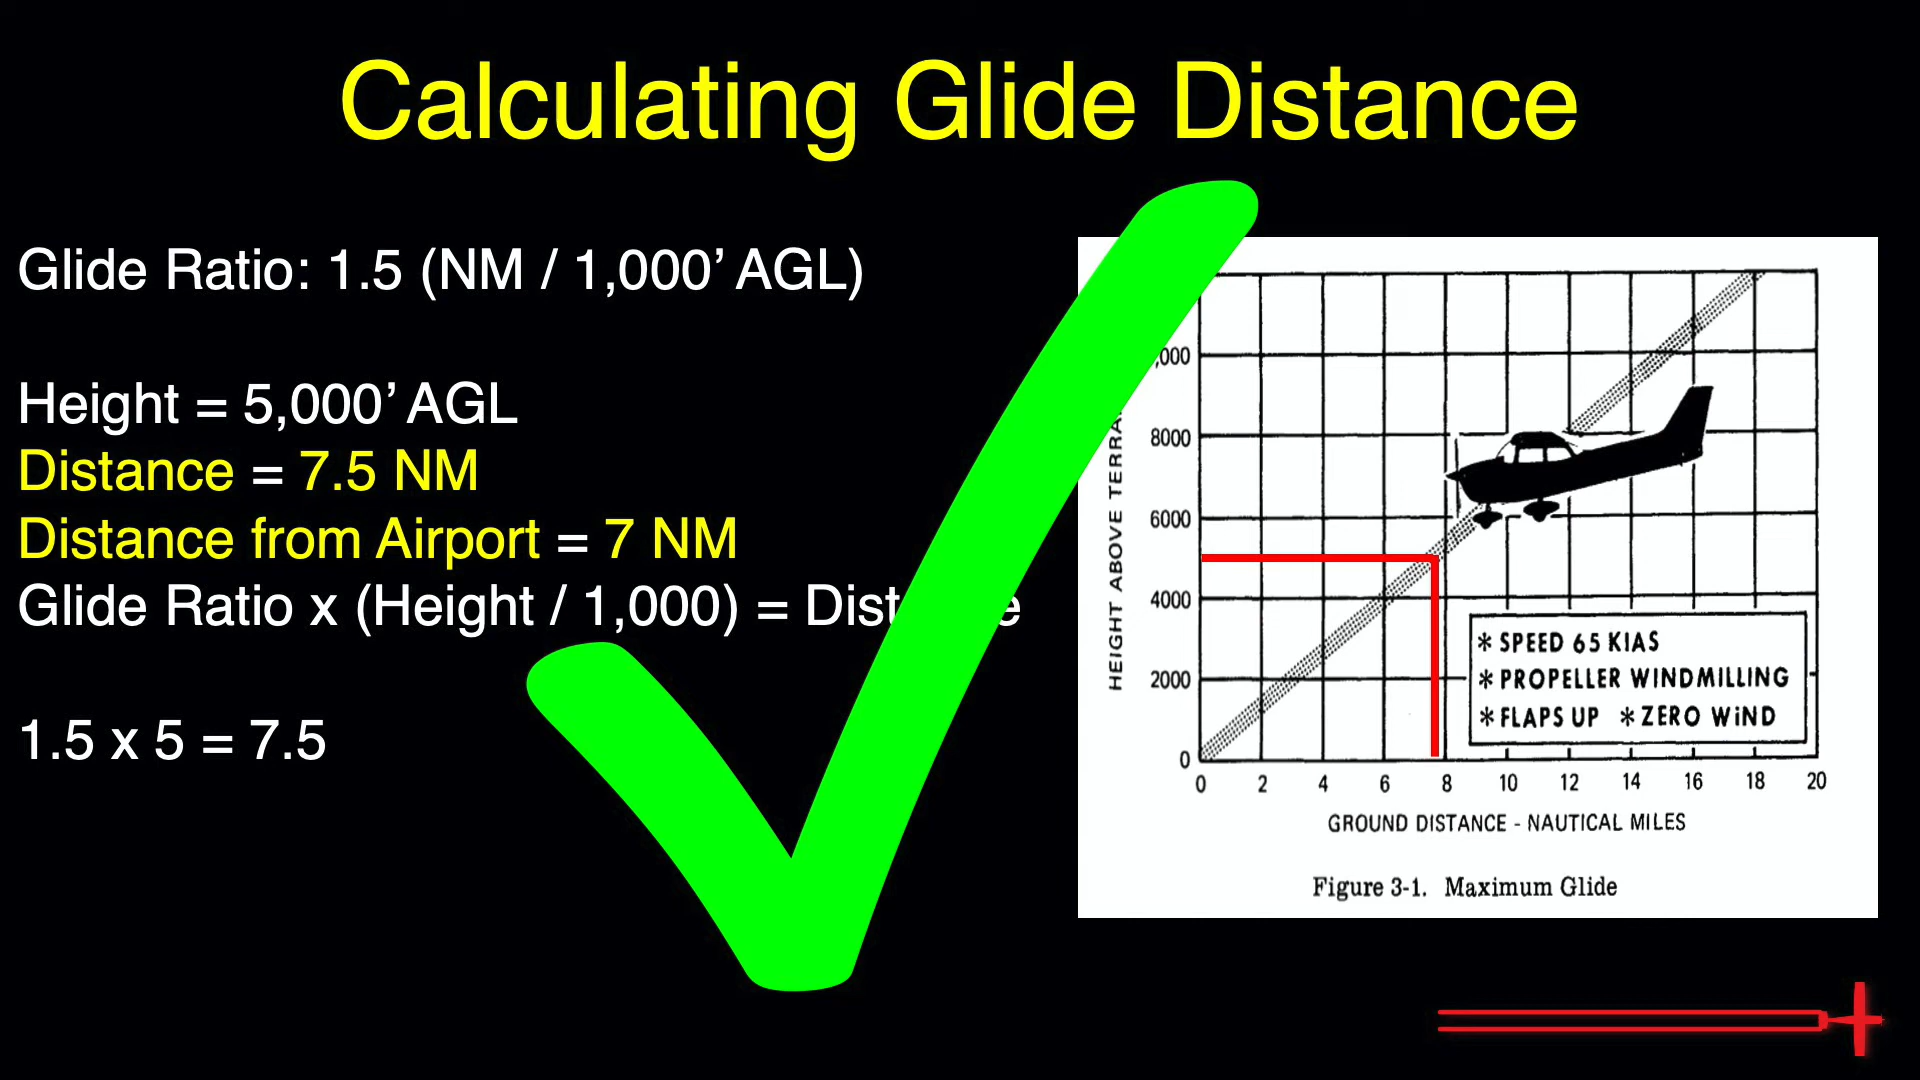 Calculating Glide Distance
Glide Ratio: 1.5 (NM / 1,000’ AGL)
Height = 5,000’ AGL
Distance = 7.5 NM
Distance from Airport = 7 NM
Glide Ratio x (Height / 1,000) =
1.5 x 5 = 7.5
8000
6000
4000
2000
0
HEIGHT ABOVE
0 2 4 6 8 10 12 14 16 18 20
GROUND DISTANCE - NAUTICAL MILES
* SPEED 65 KIAS
* PROPELLER WINDMILLING
* FLAPS UP * ZERO WiND
Figure 3-1. Maximum Glide